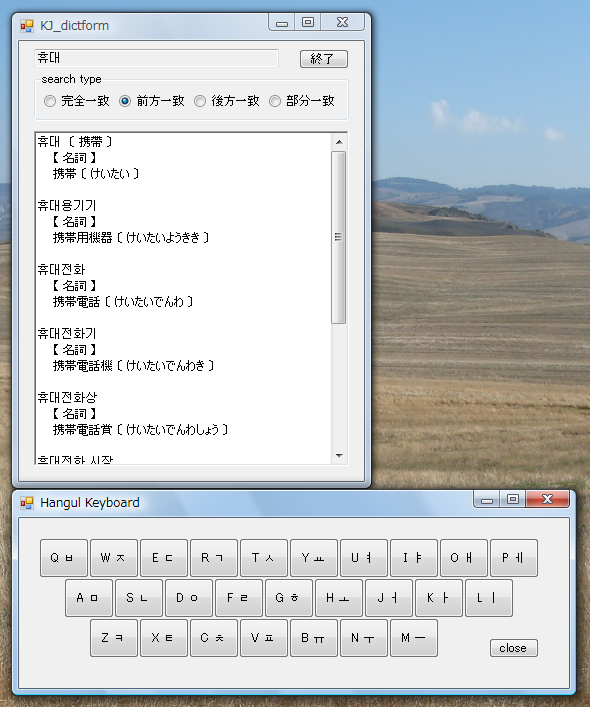 KJ_dictform
휴대
終了
search type
完全一致 前方一致 後方一致 部分一致
휴대 〔 携帶 〕
【 名詞 】
携帯 〔 けいたい 〕
휴대용기기
【 名詞 】
携帯用機器 〔 けいたいようきき 〕
휴대전화
【 名詞 】
携帯電話 〔 けいたいでんわ 〕
휴대전화기
【 名詞 】
携帯電話機 〔 けいたいでんわき 〕
휴대전화상
【 名詞 】
携帯電話賞 〔 けいたいでんわしょう 〕
휴대전화 시장
Hangul Keyboard
Q ㅂ W ㅈ E ㄷ R ㄱ T ㅅ Y ㅛ U ㅕ I ㅑ O ㅐ P ㅔ
A ㅁ S ㄴ D ㅇ F ㄹ G ㅎ H ㅗ J ㅓ K ㅏ L ㅣ
Z ㅋ X ㅌ C ㅊ V ㅍ B ㅠ N ㅜ M ㅡ
close